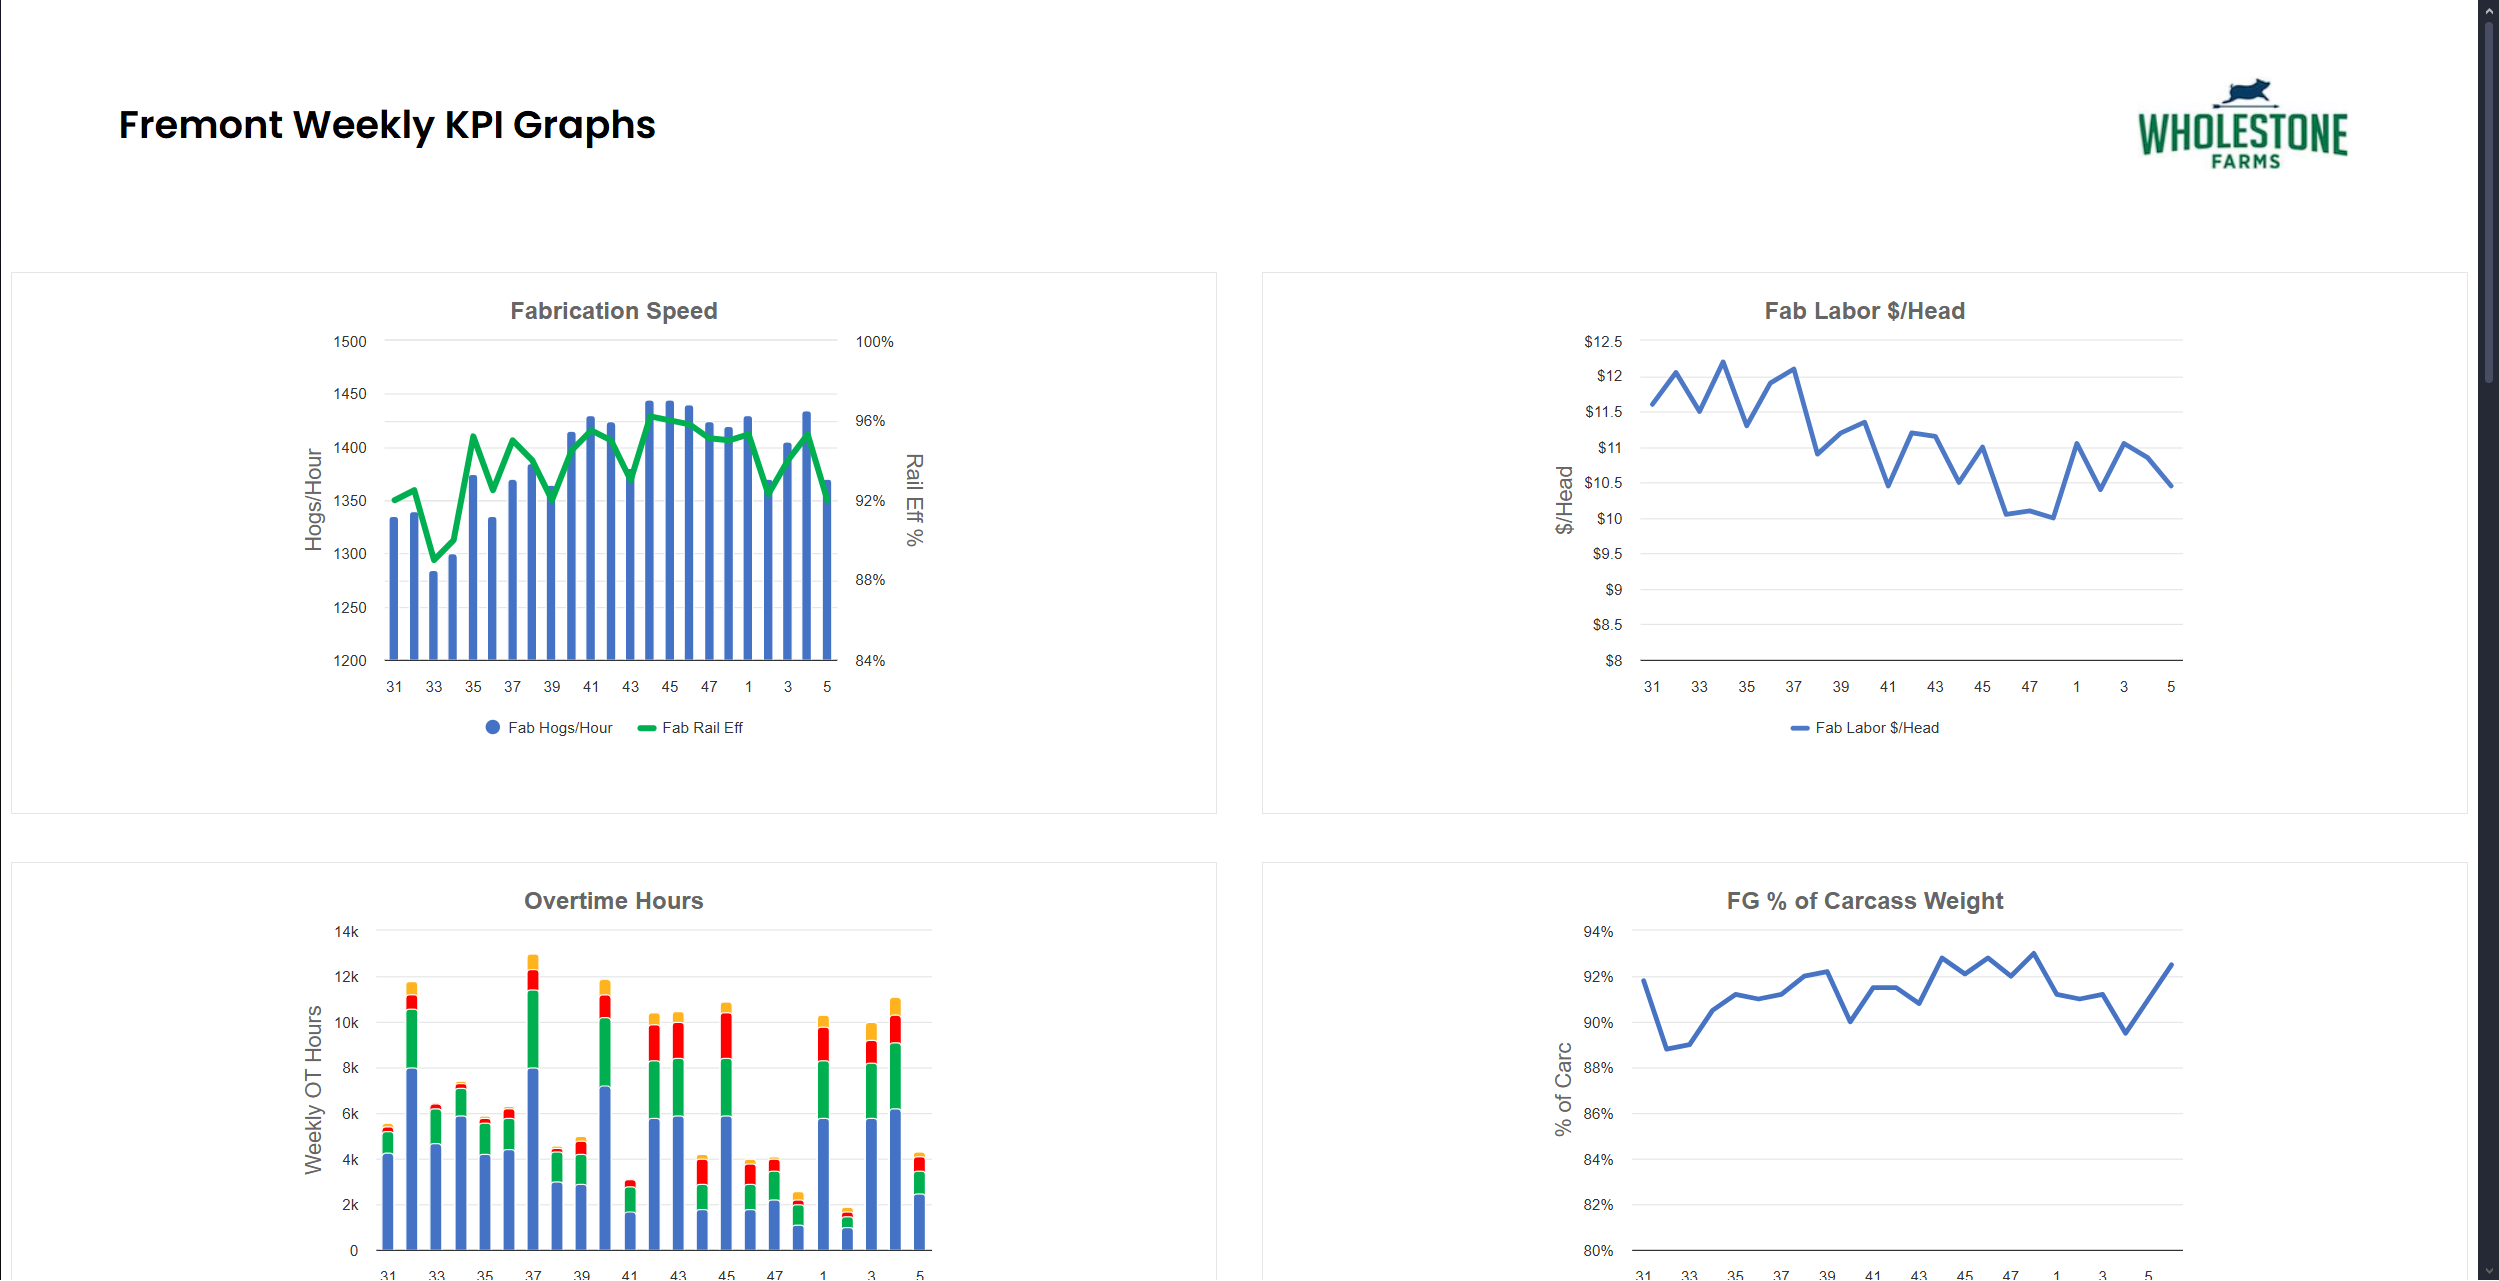 Fremont Weekly KPI Graphs
WHOLESTONE
FARMS
Fabrication Speed
1500
1450
1400
1350
1300
1250
1200
Hogs/Hour
100%
96%
92%
88%
84%
Rail Eff %
31 33 35 37 39 41 43 45 47 1 3 5
Fab Hogs/Hour Fab Rail Eff
Fab Labor $/Head
$12.5
$12
$11.5
$11
$10.5
$10
$9.5
$9
$8.5
$8
$/Head
31 33 35 37 39 41 43 45 47 1 3 5
Fab Labor $/Head
Overtime Hours
14k
12k
10k
8k
6k
4k
2k
0
Weekly OT Hours
31 33 35 37 39 41 43 45 47 1 3 5
FG % of Carcass Weight
94%
92%
90%
88%
86%
84%
82%
80%
% of Carc
31 33 35 37 39 41 43 45 47 1 3 5